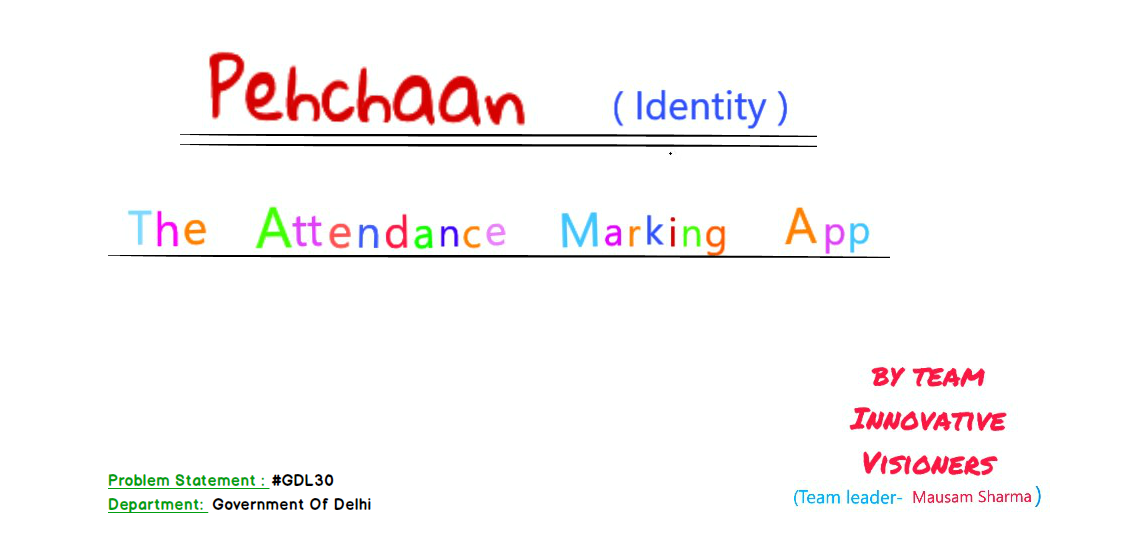 Pehchaan ( Identity )
The Attendance Marking App
BY TEAM
INNOVATIVE
VISIONERS
(Team leader- Mausam Sharma )
Problem Statement : #GDL30
Department: Government Of Delhi